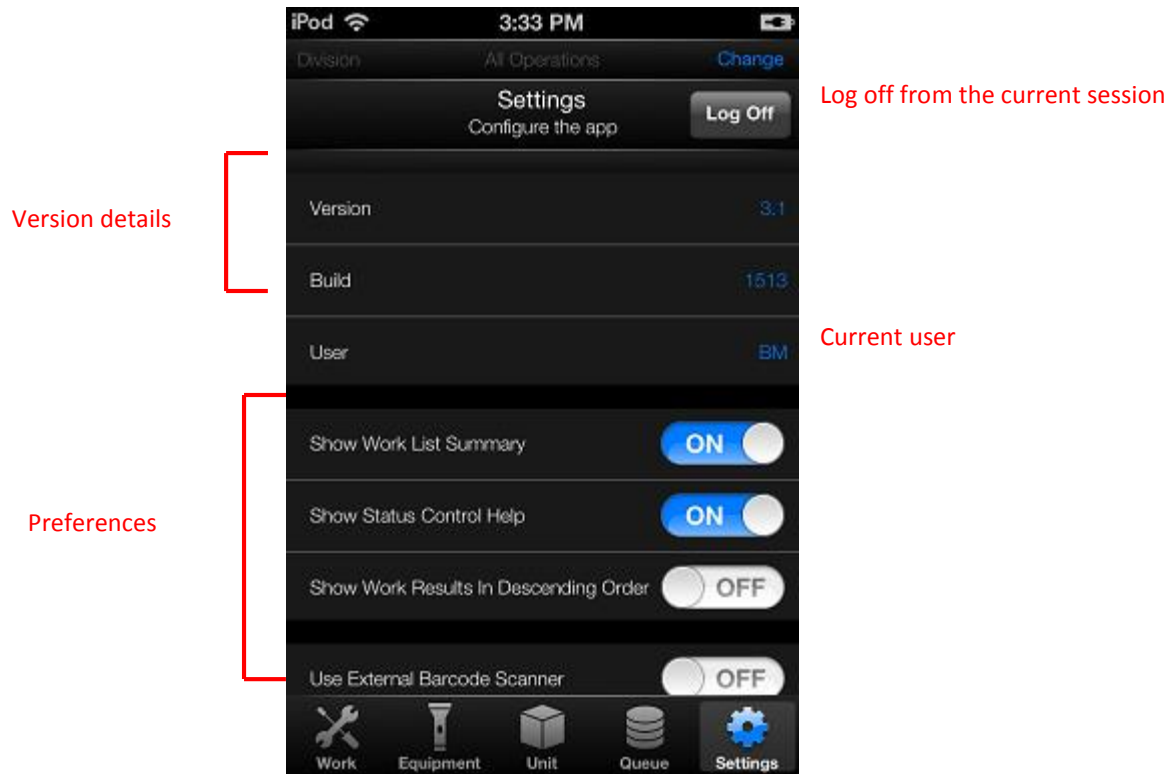 iPod 3:33 PM
Division All Operations Change
Settings
Configure the app
Log Off
Log off from the current session
Version details
Version 3.1
Build 1513
User BM
Current user
Preferences
Show Work List Summary ON
Show Status Control Help ON
Show Work Results In Descending Order OFF
Use External Barcode Scanner OFF
Work Equipment Unit Queue Settings